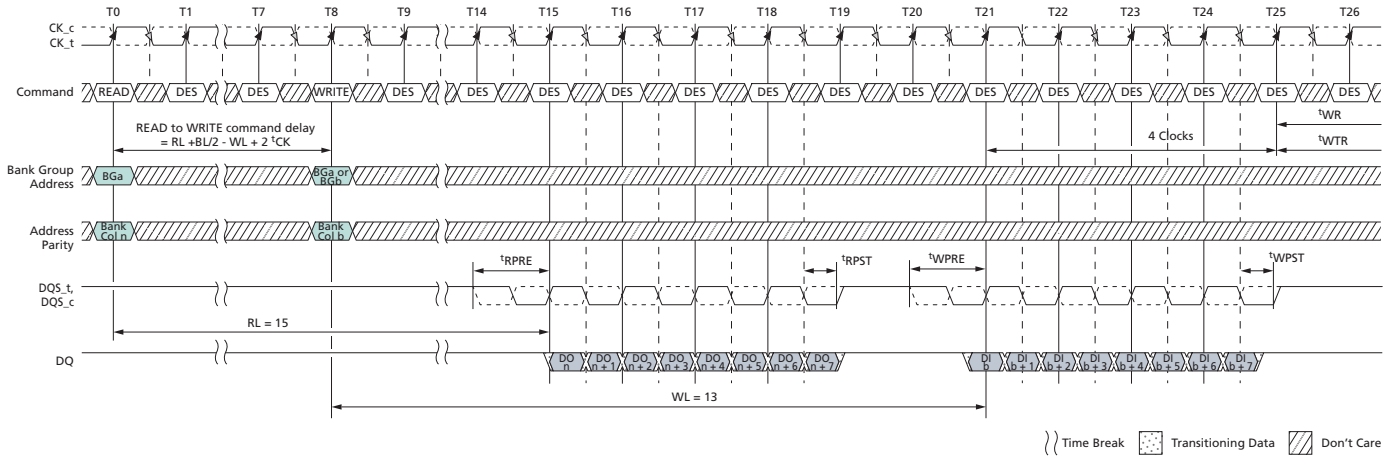 T0 T1 T7 T8 T9 T14 T15 T16 T17 T18 T19 T20 T21 T22 T23 T24 T25 T26
CK_c
CK_t
Command READ DES DES WRITE DES DES DES DES DES DES DES DES DES DES DES DES DES DES
READ to WRITE command delay
= RL +BL/2 - WL + 2 tCK
4 Clocks
tWR
tWTR
Bank Group
Address
BGa
BGa or
BGb
Address
Parity
Bank
Col n
Bank
Col b
tRPRE tRPST tWPRE tWPST
DQS_t,
DQS_c
RL = 15
DQ
DO
n
DO
n + 1
DO
n + 2
DO
n + 3
DO
n + 4
DO
n + 5
DO
n + 6
DO
n + 7
DI
b
DI
b + 1
DI
b + 2
DI
b + 3
DI
b + 4
DI
b + 5
DI
b + 6
DI
b + 7
WL = 13
Time Break Transitioning Data Don't Care